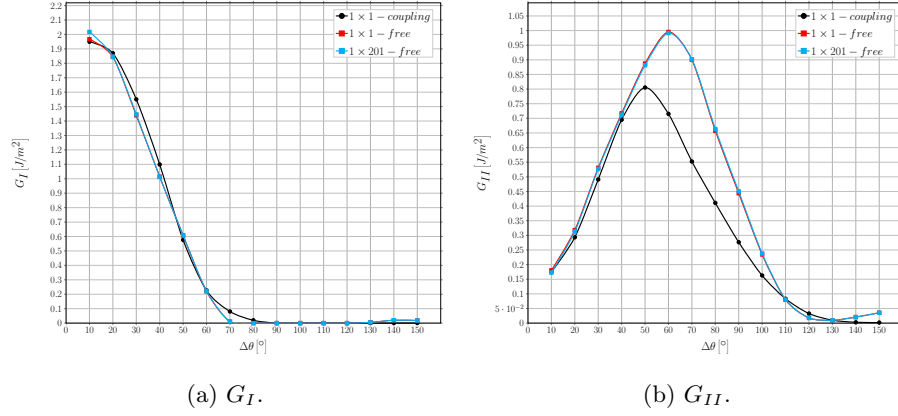 2.2
2.1
2
1.9
1.8
1.7
1.6
1.5
1.4
1.3
1.2
1.1
1
0.9
0.8
0.7
0.6
0.5
0.4
0.3
0.2
0.1
0
G_I [J/m²]
1 × 1 − coupling
1 × 1 − free
1 × 201 − free
10 20 30 40 50 60 70 80 90 100 110 120 130 140 150
Δθ [°]
(a) G_I.
1.05
1
0.95
0.9
0.85
0.8
0.75
0.7
0.65
0.6
0.55
0.5
0.45
0.4
0.35
0.3
0.25
0.2
0.15
0.1
5 · 10⁻²
0
G_II [J/m²]
1 × 1 − coupling
1 × 1 − free
1 × 201 − free
10 20 30 40 50 60 70 80 90 100 110 120 130 140 150
Δθ [°]
(b) G_II.